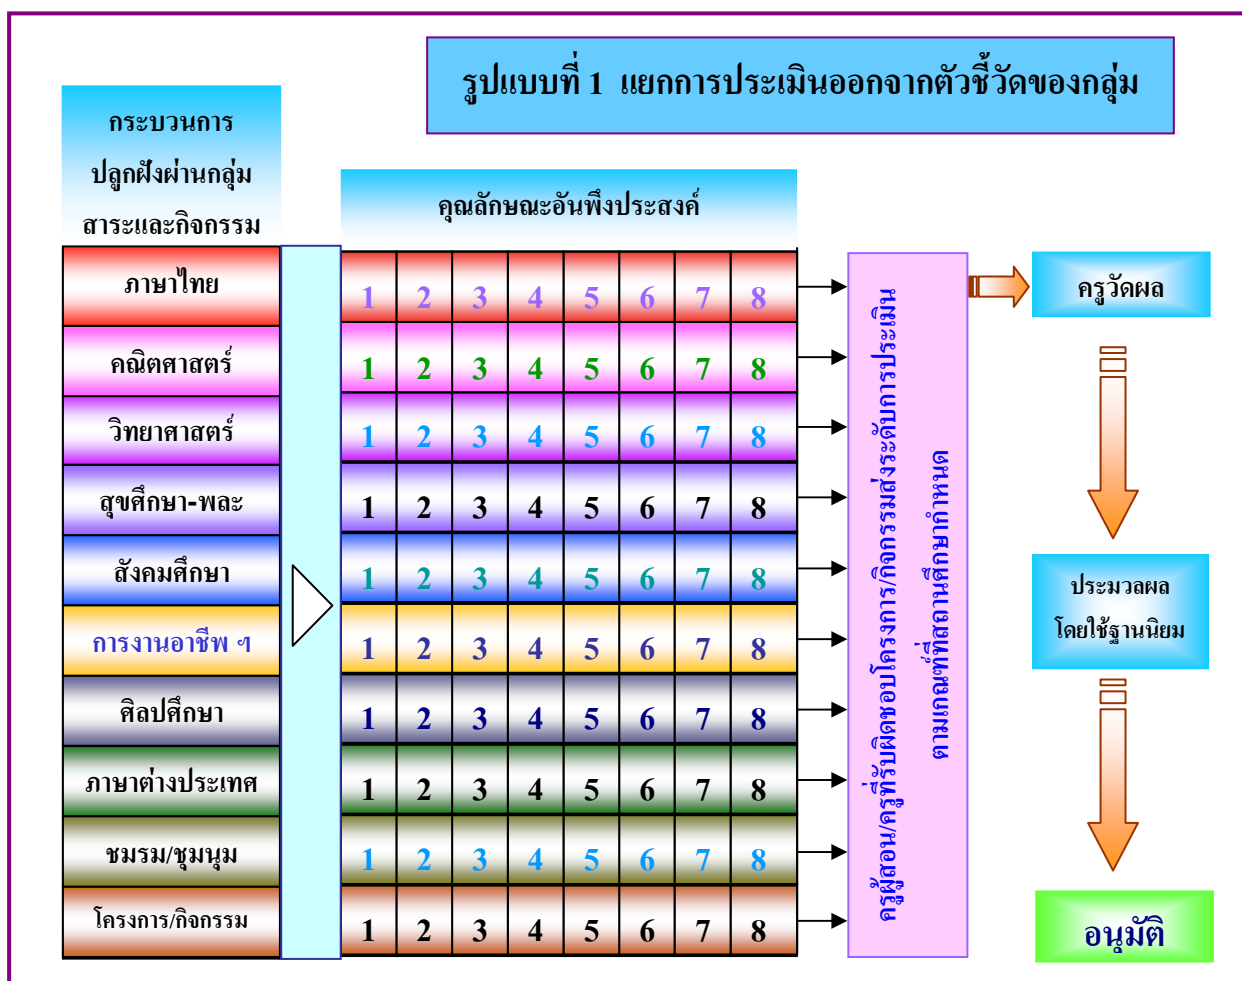 รูปแบบที่ 1 แยกการประเมินออกจากตัวชี้วัดของกลุ่ม
กระบวนการ
ปลูกฝังผ่านกลุ่ม
สาระและกิจกรรม
คุณลักษณะอันพึงประสงค์
ภาษาไทย 1 2 3 4 5 6 7 8
คณิตศาสตร์ 1 2 3 4 5 6 7 8
วิทยาศาสตร์ 1 2 3 4 5 6 7 8
สุขศึกษา-พละ 1 2 3 4 5 6 7 8
สังคมศึกษา 1 2 3 4 5 6 7 8
การงานอาชีพ ฯ 1 2 3 4 5 6 7 8
ศิลปศึกษา 1 2 3 4 5 6 7 8
ภาษาต่างประเทศ 1 2 3 4 5 6 7 8
ชมรม/ชุมนุม 1 2 3 4 5 6 7 8
โครงการ/กิจกรรม 1 2 3 4 5 6 7 8
ครูผู้สอน/ครูที่รับผิดชอบโครงการ/กิจกรรมส่งระดับการประเมิน
ตามเกณฑ์ที่สถานศึกษากำหนด
ครูวัดผล
ประมวลผล
โดยใช้ฐานนิยม
อนุมัติ